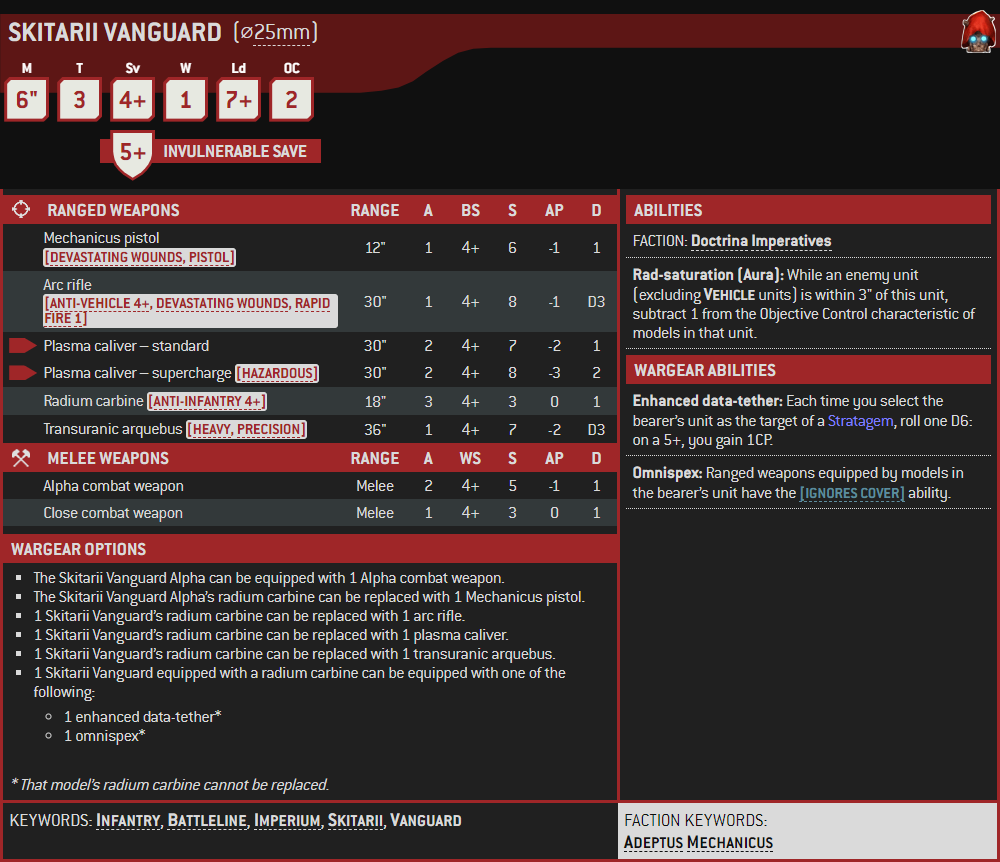 SKITARII VANGUARD (⌀25mm)
M T Sv W Ld OC
6" 3 4+ 1 7+ 2
5+ INVULNERABLE SAVE
RANGED WEAPONS RANGE A BS S AP D
Mechanicus pistol
[DEVASTATING WOUNDS, PISTOL] 12" 1 4+ 6 -1 1
Arc rifle
[ANTI-VEHICLE 4+, DEVASTATING WOUNDS, RAPID
FIRE 1] 30" 1 4+ 8 -1 D3
Plasma caliver – standard 30" 2 4+ 7 -2 1
Plasma caliver – supercharge [HAZARDOUS] 30" 2 4+ 8 -3 2
Radium carbine [ANTI-INFANTRY 4+] 18" 3 4+ 3 0 1
Transuranic arquebus [HEAVY, PRECISION] 36" 1 4+ 7 -2 D3
MELEE WEAPONS RANGE A WS S AP D
Alpha combat weapon Melee 2 4+ 5 -1 1
Close combat weapon Melee 1 4+ 3 0 1
WARGEAR OPTIONS
▪ The Skitarii Vanguard Alpha can be equipped with 1 Alpha combat weapon.
▪ The Skitarii Vanguard Alpha's radium carbine can be replaced with 1 Mechanicus pistol.
▪ 1 Skitarii Vanguard's radium carbine can be replaced with 1 arc rifle.
▪ 1 Skitarii Vanguard's radium carbine can be replaced with 1 plasma caliver.
▪ 1 Skitarii Vanguard's radium carbine can be replaced with 1 transuranic arquebus.
▪ 1 Skitarii Vanguard equipped with a radium carbine can be equipped with one of the
following:
◦ 1 enhanced data-tether*
◦ 1 omnispex*
* That model's radium carbine cannot be replaced.
ABILITIES
FACTION: Doctrina Imperatives
Rad-saturation (Aura): While an enemy unit
(excluding VEHICLE units) is within 3" of this unit,
subtract 1 from the Objective Control characteristic of
models in that unit.
WARGEAR ABILITIES
Enhanced data-tether: Each time you select the
bearer's unit as the target of a Stratagem, roll one D6:
on a 5+, you gain 1CP.
Omnispex: Ranged weapons equipped by models in
the bearer's unit have the [IGNORES COVER] ability.
KEYWORDS: INFANTRY, BATTLELINE, IMPERIUM, SKITARII, VANGUARD
FACTION KEYWORDS:
ADEPTUS MECHANICUS